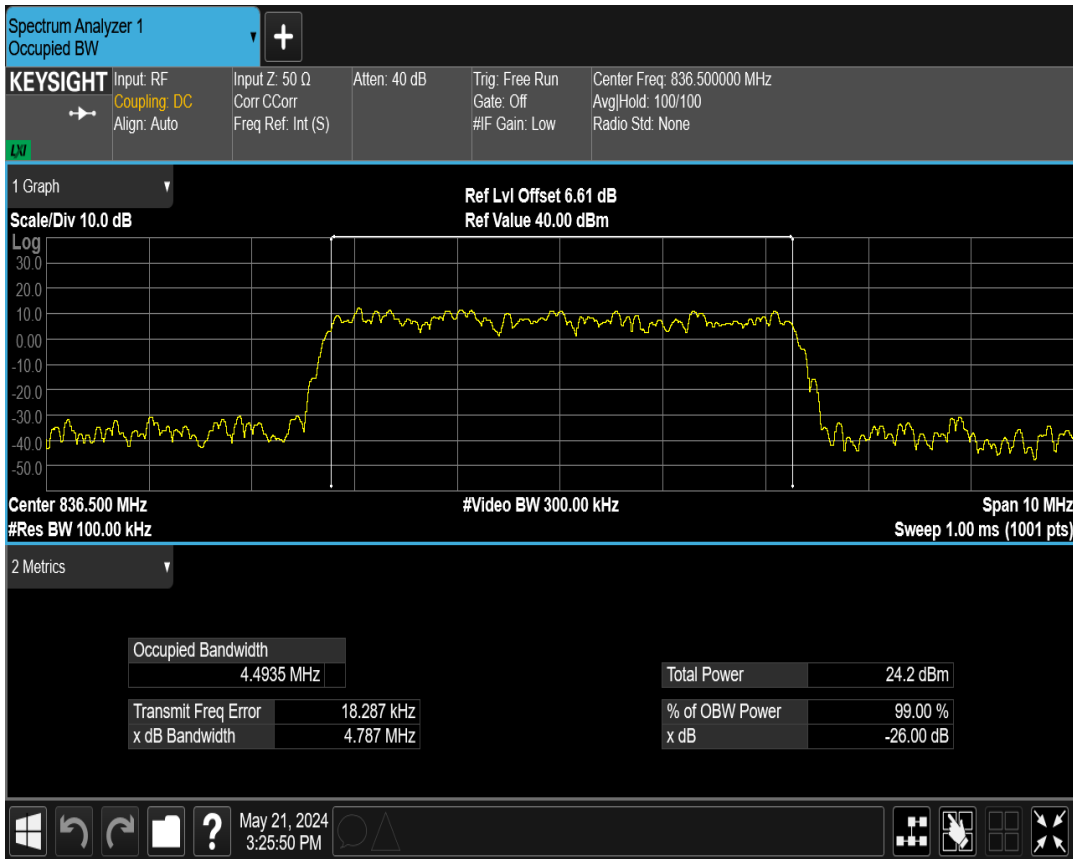 Spectrum Analyzer 1
Occupied BW
+
KEYSIGHT
LXI
Input: RF
Coupling: DC
Align: Auto
Input Z: 50 Ω
Corr CCorr
Freq Ref: Int (S)
Atten: 40 dB
Trig: Free Run
Gate: Off
#IF Gain: Low
Center Freq: 836.500000 MHz
Avg|Hold: 100/100
Radio Std: None
1 Graph
Scale/Div 10.0 dB
Ref Lvl Offset 6.61 dB
Ref Value 40.00 dBm
Log
30.0
20.0
10.0
0.00
-10.0
-20.0
-30.0
-40.0
-50.0
Center 836.500 MHz
#Video BW 300.00 kHz
Span 10 MHz
#Res BW 100.00 kHz
Sweep 1.00 ms (1001 pts)
2 Metrics
Occupied Bandwidth
4.4935 MHz
Total Power 24.2 dBm
Transmit Freq Error 18.287 kHz
% of OBW Power 99.00 %
x dB Bandwidth 4.787 MHz
x dB -26.00 dB
?
May 21, 2024
3:25:50 PM